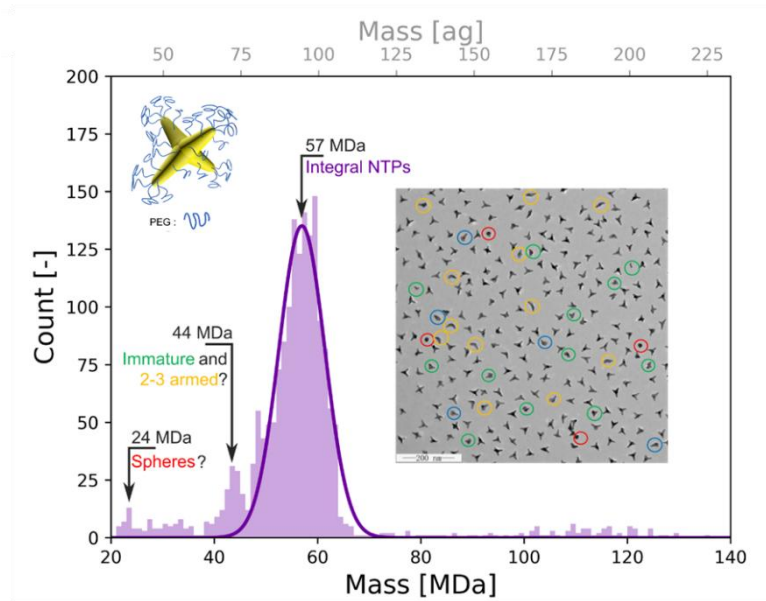 Mass [ag]
50 75 100 125 150 175 200 225
200
175
150
125
100
75
50
25
0
Count [-]
PEG :
57 MDa
Integral NTPs
44 MDa
Immature and
2-3 armed?
24 MDa
Spheres?
200 nm
20 40 60 80 100 120 140
Mass [MDa]